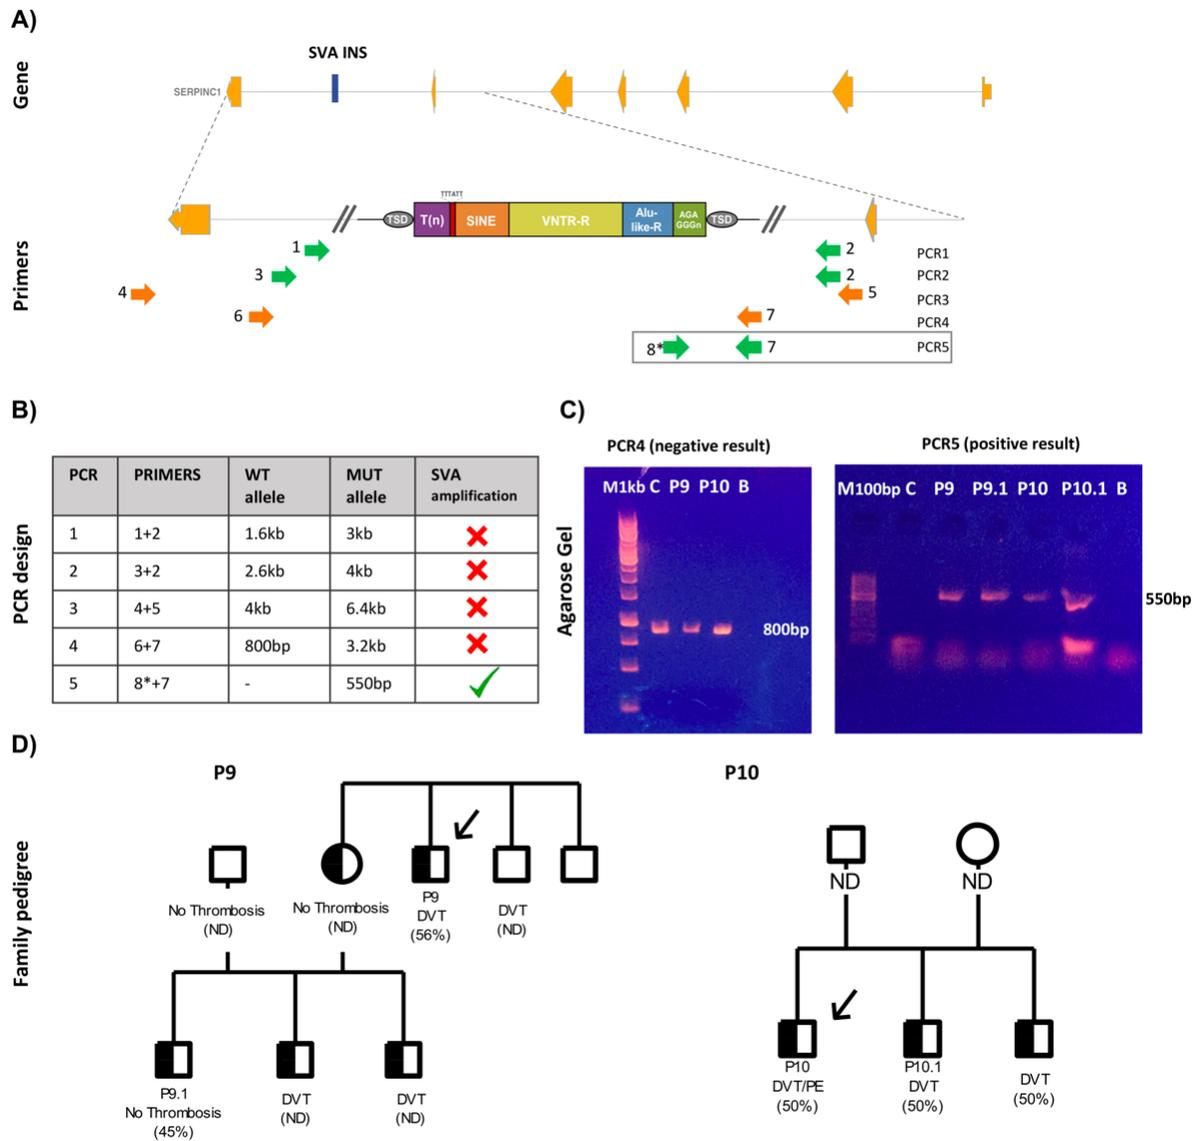 A)
Gene
SVA INS
SERPINC1
Primers
TTTATT
TSD
T(n)
SINE
VNTR-R
Alu-
like-R
AGA
GGGn
TSD
1
2
PCR1
3
2
PCR2
4
5
PCR3
6
7
PCR4
8*
7
PCR5
B)
PCR design
PCR PRIMERS WT allele MUT allele SVA amplification
1 1+2 1.6kb 3kb
2 3+2 2.6kb 4kb
3 4+5 4kb 6.4kb
4 6+7 800bp 3.2kb
5 8*+7 - 550bp
C)
Agarose Gel
PCR4 (negative result)
M1kb C P9 P10 B
800bp
PCR5 (positive result)
M100bp C P9 P9.1 P10 P10.1 B
550bp
D)
Family pedigree
P9
No Thrombosis
(ND)
No Thrombosis
(ND)
P9
DVT
(56%)
DVT
(ND)
P9.1
No Thrombosis
(45%)
DVT
(ND)
DVT
(ND)
P10
ND
ND
P10
DVT/PE
(50%)
P10.1
DVT
(50%)
DVT
(50%)